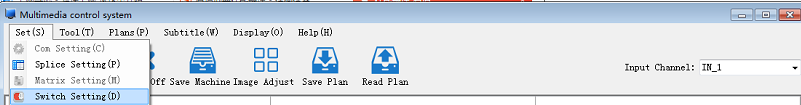 Multimedia control system
Set(S) Tool(T) Plans(P) Subtitle(W) Display(O) Help(H)
Com Setting(C)
Splice Setting(P)
Matrix Setting(M)
Switch Setting(D)
Off Save Machine Image Adjust Save Plan Read Plan
Input Channel: IN_1